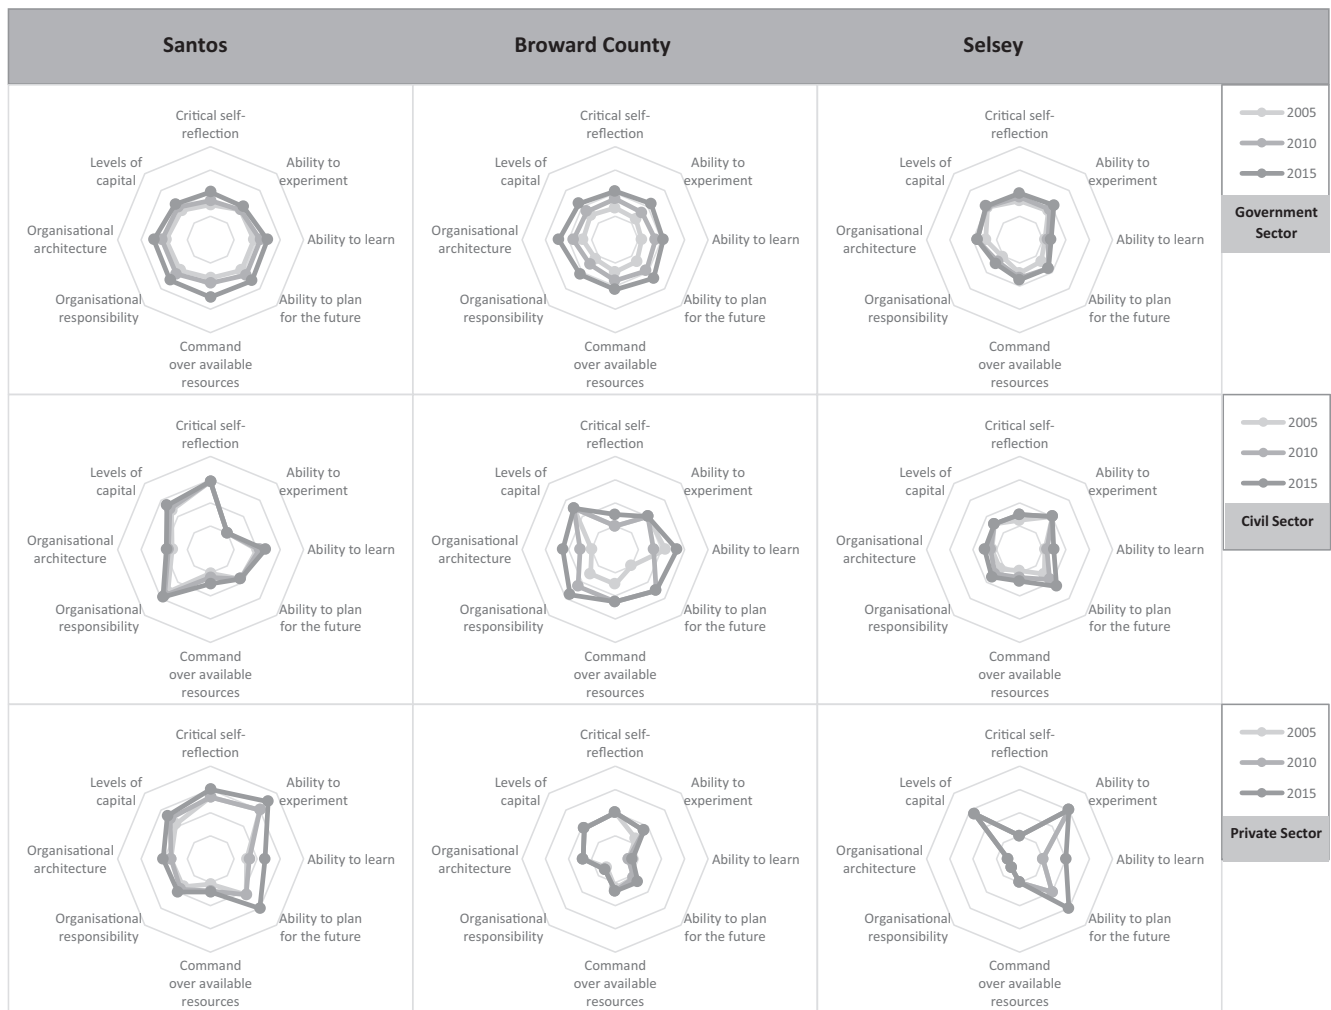 Santos
Broward County
Selsey
Critical self-
reflection
Ability to
experiment
Ability to learn
Ability to plan
for the future
Command
over available
resources
Organisational
responsibility
Organisational
architecture
Levels of
capital
Critical self-
reflection
Ability to
experiment
Ability to learn
Ability to plan
for the future
Command
over available
resources
Organisational
responsibility
Organisational
architecture
Levels of
capital
Critical self-
reflection
Ability to
experiment
Ability to learn
Ability to plan
for the future
Command
over available
resources
Organisational
responsibility
Organisational
architecture
Levels of
capital
2005
2010
2015
Government
Sector
Critical self-
reflection
Ability to
experiment
Ability to learn
Ability to plan
for the future
Command
over available
resources
Organisational
responsibility
Organisational
architecture
Levels of
capital
Critical self-
reflection
Ability to
experiment
Ability to learn
Ability to plan
for the future
Command
over available
resources
Organisational
responsibility
Organisational
architecture
Levels of
capital
Critical self-
reflection
Ability to
experiment
Ability to learn
Ability to plan
for the future
Command
over available
resources
Organisational
responsibility
Organisational
architecture
Levels of
capital
2005
2010
2015
Civil Sector
Critical self-
reflection
Ability to
experiment
Ability to learn
Ability to plan
for the future
Command
over available
resources
Organisational
responsibility
Organisational
architecture
Levels of
capital
Critical self-
reflection
Ability to
experiment
Ability to learn
Ability to plan
for the future
Command
over available
resources
Organisational
responsibility
Organisational
architecture
Levels of
capital
Critical self-
reflection
Ability to
experiment
Ability to learn
Ability to plan
for the future
Command
over available
resources
Organisational
responsibility
Organisational
architecture
Levels of
capital
2005
2010
2015
Private Sector